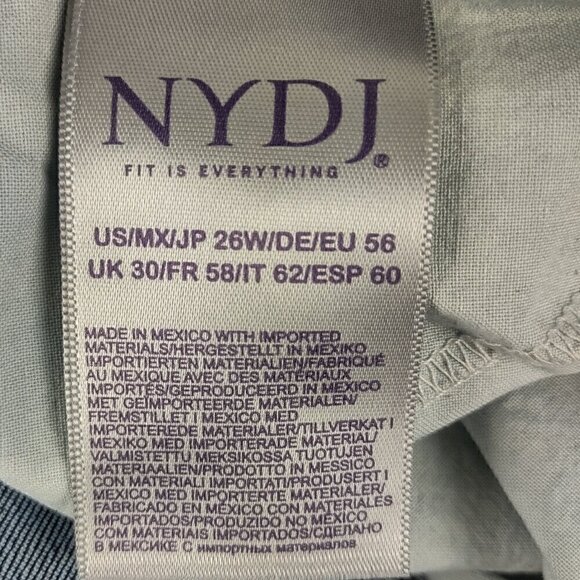 NYDJ®
FIT IS EVERYTHING
US/MX/JP 26W/DE/EU 56
UK 30/FR 58/IT 62/ESP 60
MADE IN MEXICO WITH IMPORTED
MATERIALS/HERGESTELLT IN MEXIKO
IMPORTIERTEN MATERIALIEN/FABRIQUÉ
AU MEXIQUE AVEC DES MATÉRIAUX
IMPORTÉS/GEPRODUCEERD IN MEXICO
MET GEÏMPORTEERDE MATERIALEN/
FREMSTILLET I MEXICO MED
IMPORTEREDE MATERIALER/TILLVERKAT I
MEXIKO MED IMPORTERADE MATERIAL/
VALMISTETTU MEKSIKOSSA TUOTUJEN
MATERIAALIEN/PRODOTTO IN MESSICO
CON MATERIALI IMPORTATI/PRODUSERT I
MEXICO MED IMPORTERTE MATERIALER/
FABRICADO EN MÉXICO CON MATERIALES
IMPORTADOS/PRODUZIDO NO MÉXICO
COM MATERIAIS IMPORTADOS/СДЕЛАНО
В МЕКСИКЕ С импортных материалов